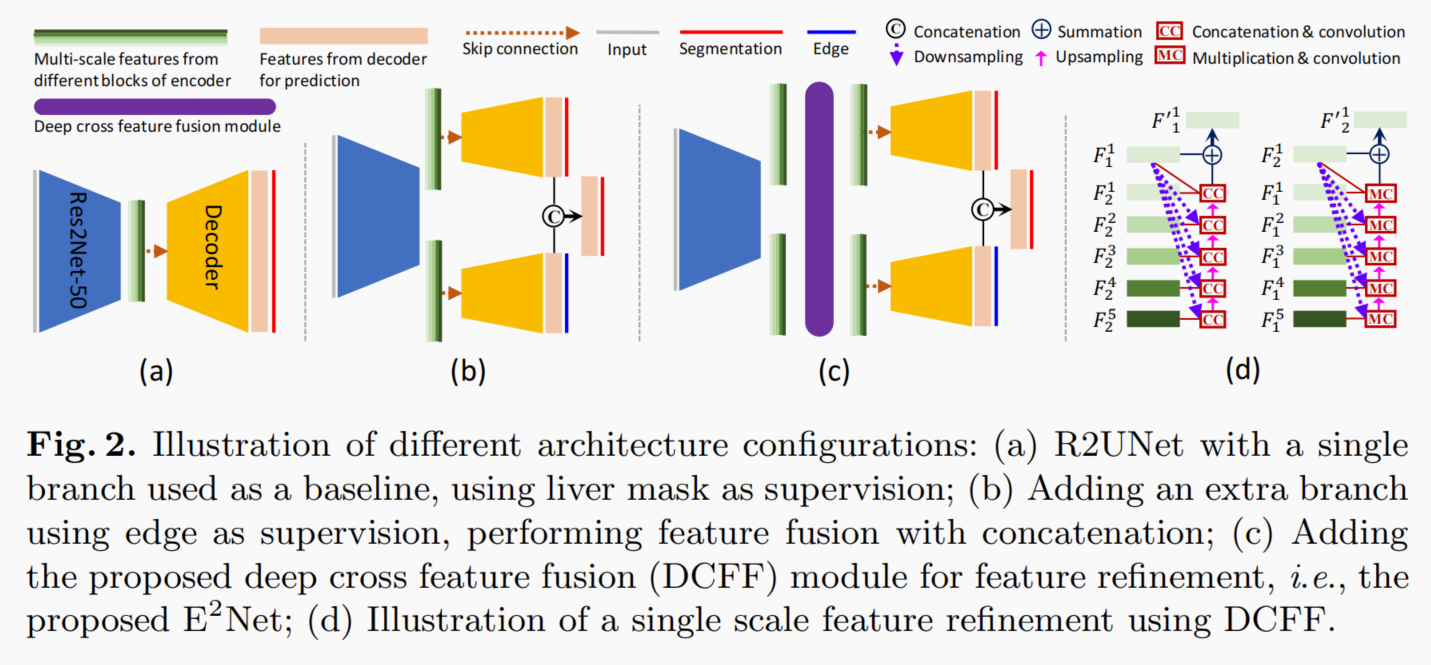 Multi-scale features from
different blocks of encoder
Features from decoder
for prediction
Deep cross feature fusion module
Skip connection
Input
Segmentation
Edge
C Concatenation
Summation
CC Concatenation & convolution
Downsampling
Upsampling
MC Multiplication & convolution
Res2Net-50
Decoder
(a)
C
(b)
C
(c)
F'^1_1
F^1_1
F^1_2 CC
F^2_2 CC
F^3_2 CC
F^4_2 CC
F^5_2 CC
F'^1_2
F^1_2
F^1_1 MC
F^2_1 MC
F^3_1 MC
F^4_1 MC
F^5_1 MC
(d)
Fig. 2. Illustration of different architecture configurations: (a) R2UNet with a single
branch used as a baseline, using liver mask as supervision; (b) Adding an extra branch
using edge as supervision, performing feature fusion with concatenation; (c) Adding
the proposed deep cross feature fusion (DCFF) module for feature refinement, i.e., the
proposed E²Net; (d) Illustration of a single scale feature refinement using DCFF.